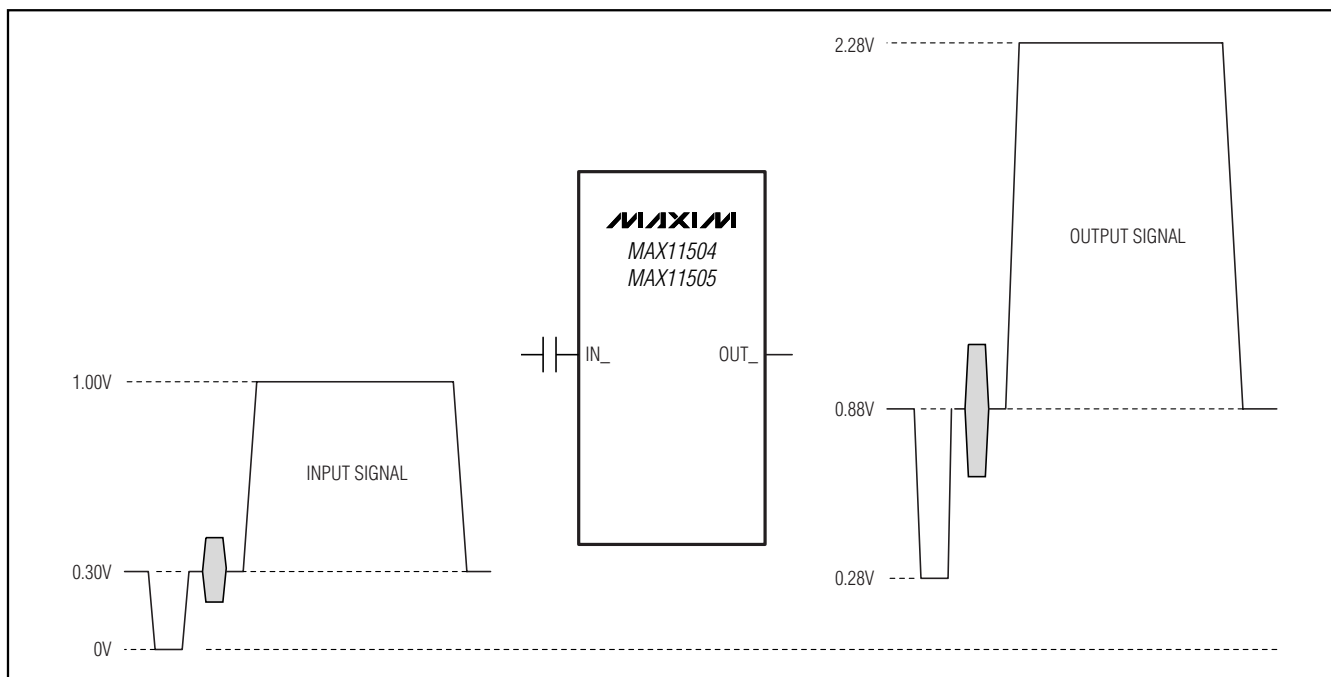 2.28V
MAXIM
MAX11504
MAX11505
OUTPUT SIGNAL
IN_
OUT_
1.00V
0.88V
INPUT SIGNAL
0.30V
0.28V
0V